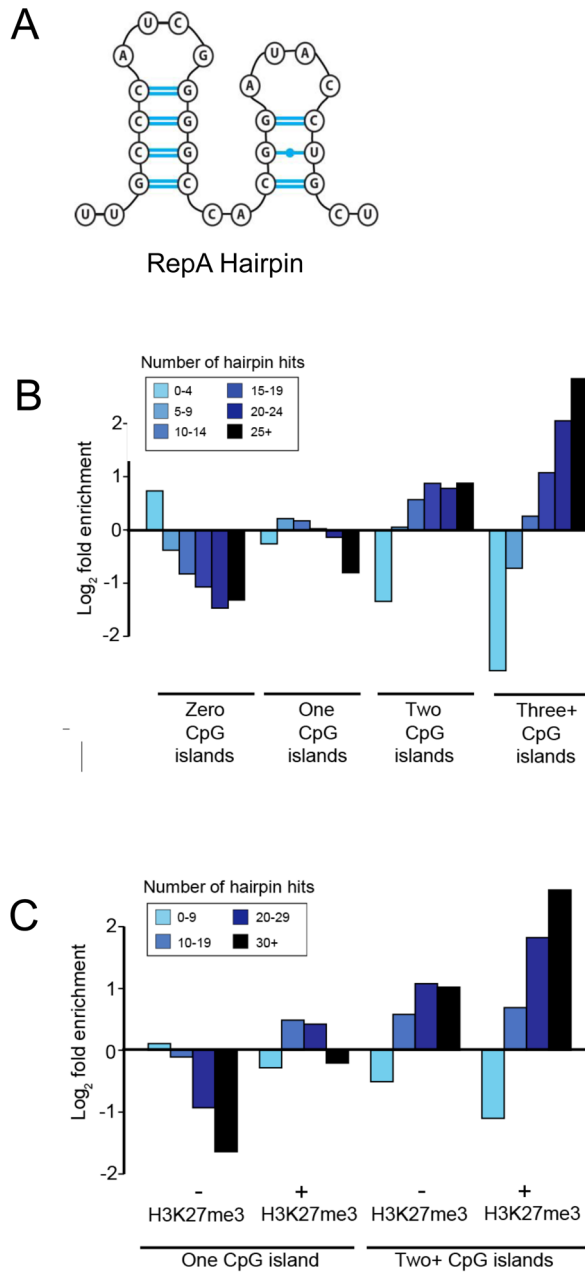 A
U C
A G
C G
C G
C G
G C
U U C A
U A
A C
G C
G U
C G
C U
RepA Hairpin
B
Number of hairpin hits
0-4 15-19
5-9 20-24
10-14 25+
Log2 fold enrichment
2
1
0
-1
-2
Zero CpG islands
One CpG islands
Two CpG islands
Three+ CpG islands
C
Number of hairpin hits
0-9 20-29
10-19 30+
Log2 fold enrichment
2
1
0
-1
-2
- + - +
H3K27me3 H3K27me3 H3K27me3 H3K27me3
One CpG island Two+ CpG islands